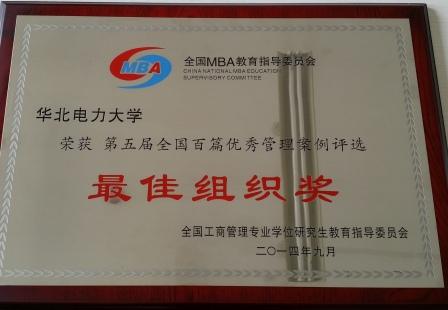 MBA
全国MBA教育指导委员会
CHINA NATIONAL MBA EDUCATION
SUPERVISORY COMMITTEE
华北电力大学
荣获 第五届全国百篇优秀管理案例评选
最佳组织奖
全国工商管理专业学位研究生教育指导委员会
二〇一四年九月